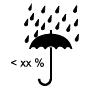 < xx %